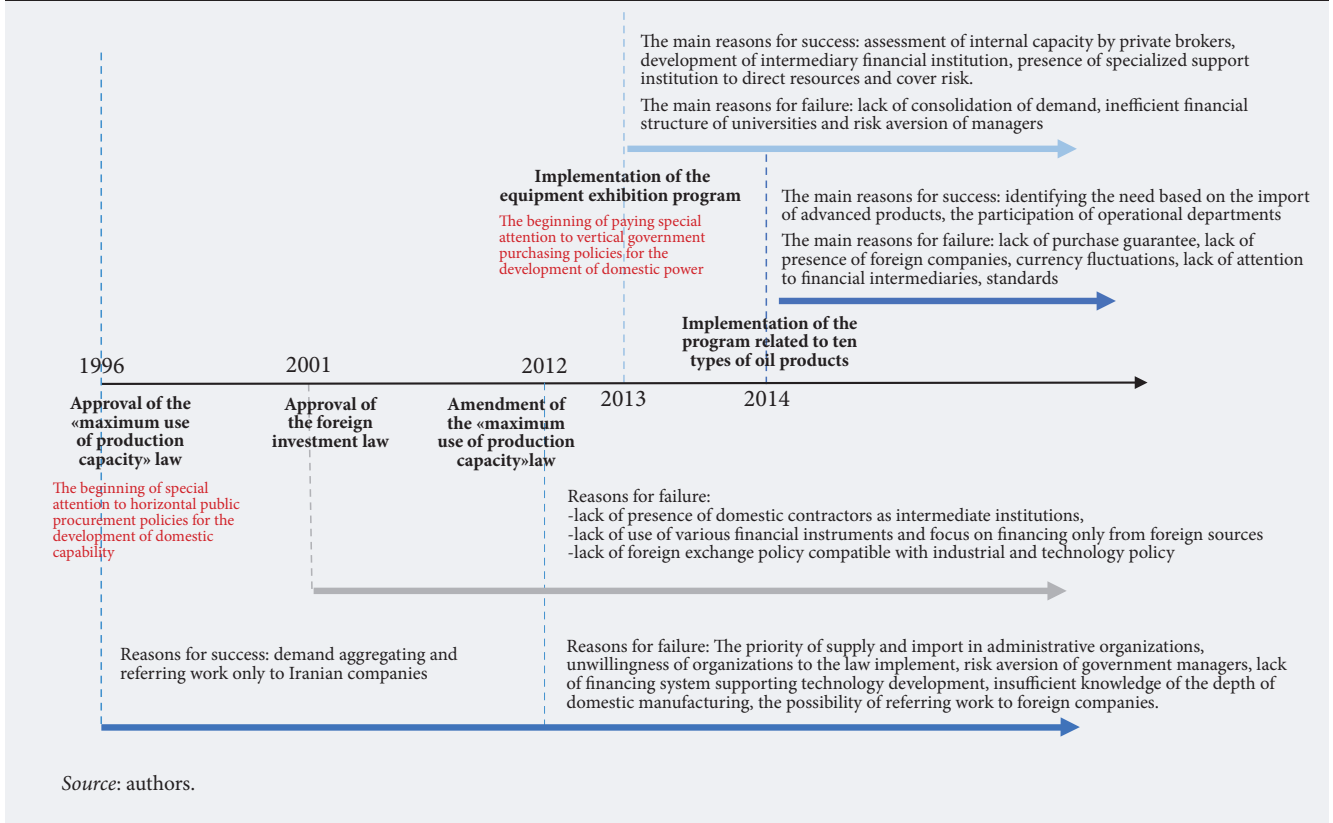 The main reasons for success: assessment of internal capacity by private brokers,
development of intermediary financial institution, presence of specialized support
institution to direct resources and cover risk.
The main reasons for failure: lack of consolidation of demand, inefficient financial
structure of universities and risk aversion of managers
Implementation of the
equipment exhibition program
The beginning of paying special
attention to vertical government
purchasing policies for the
development of domestic power
The main reasons for success: identifying the need based on the import
of advanced products, the participation of operational departments
The main reasons for failure: lack of purchase guarantee, lack of
presence of foreign companies, currency fluctuations, lack of attention
to financial intermediaries, standards
Implementation of the
program related to ten
types of oil products
1996
2001
2012
2013
2014
Approval of the
«maximum use
of production
capacity» law
The beginning of special
attention to horizontal public
procurement policies for the
development of domestic
capability
Approval of
the foreign
investment law
Amendment of
the «maximum
use of production
capacity»law
Reasons for failure:
-lack of presence of domestic contractors as intermediate institutions,
-lack of use of various financial instruments and focus on financing only from foreign sources
-lack of foreign exchange policy compatible with industrial and technology policy
Reasons for success: demand aggregating and
referring work only to Iranian companies
Reasons for failure: The priority of supply and import in administrative organizations,
unwillingness of organizations to the law implement, risk aversion of government managers, lack
of financing system supporting technology development, insufficient knowledge of the depth of
domestic manufacturing, the possibility of referring work to foreign companies.
Source: authors.